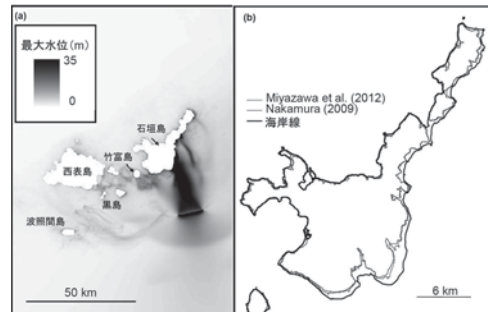 (a)
最大水位(m)
35
0
石垣島
竹富島
西表島
黒島
波照間島
50 km
(b)
Miyazawa et al. (2012)
Nakamura (2009)
海岸線
6 km